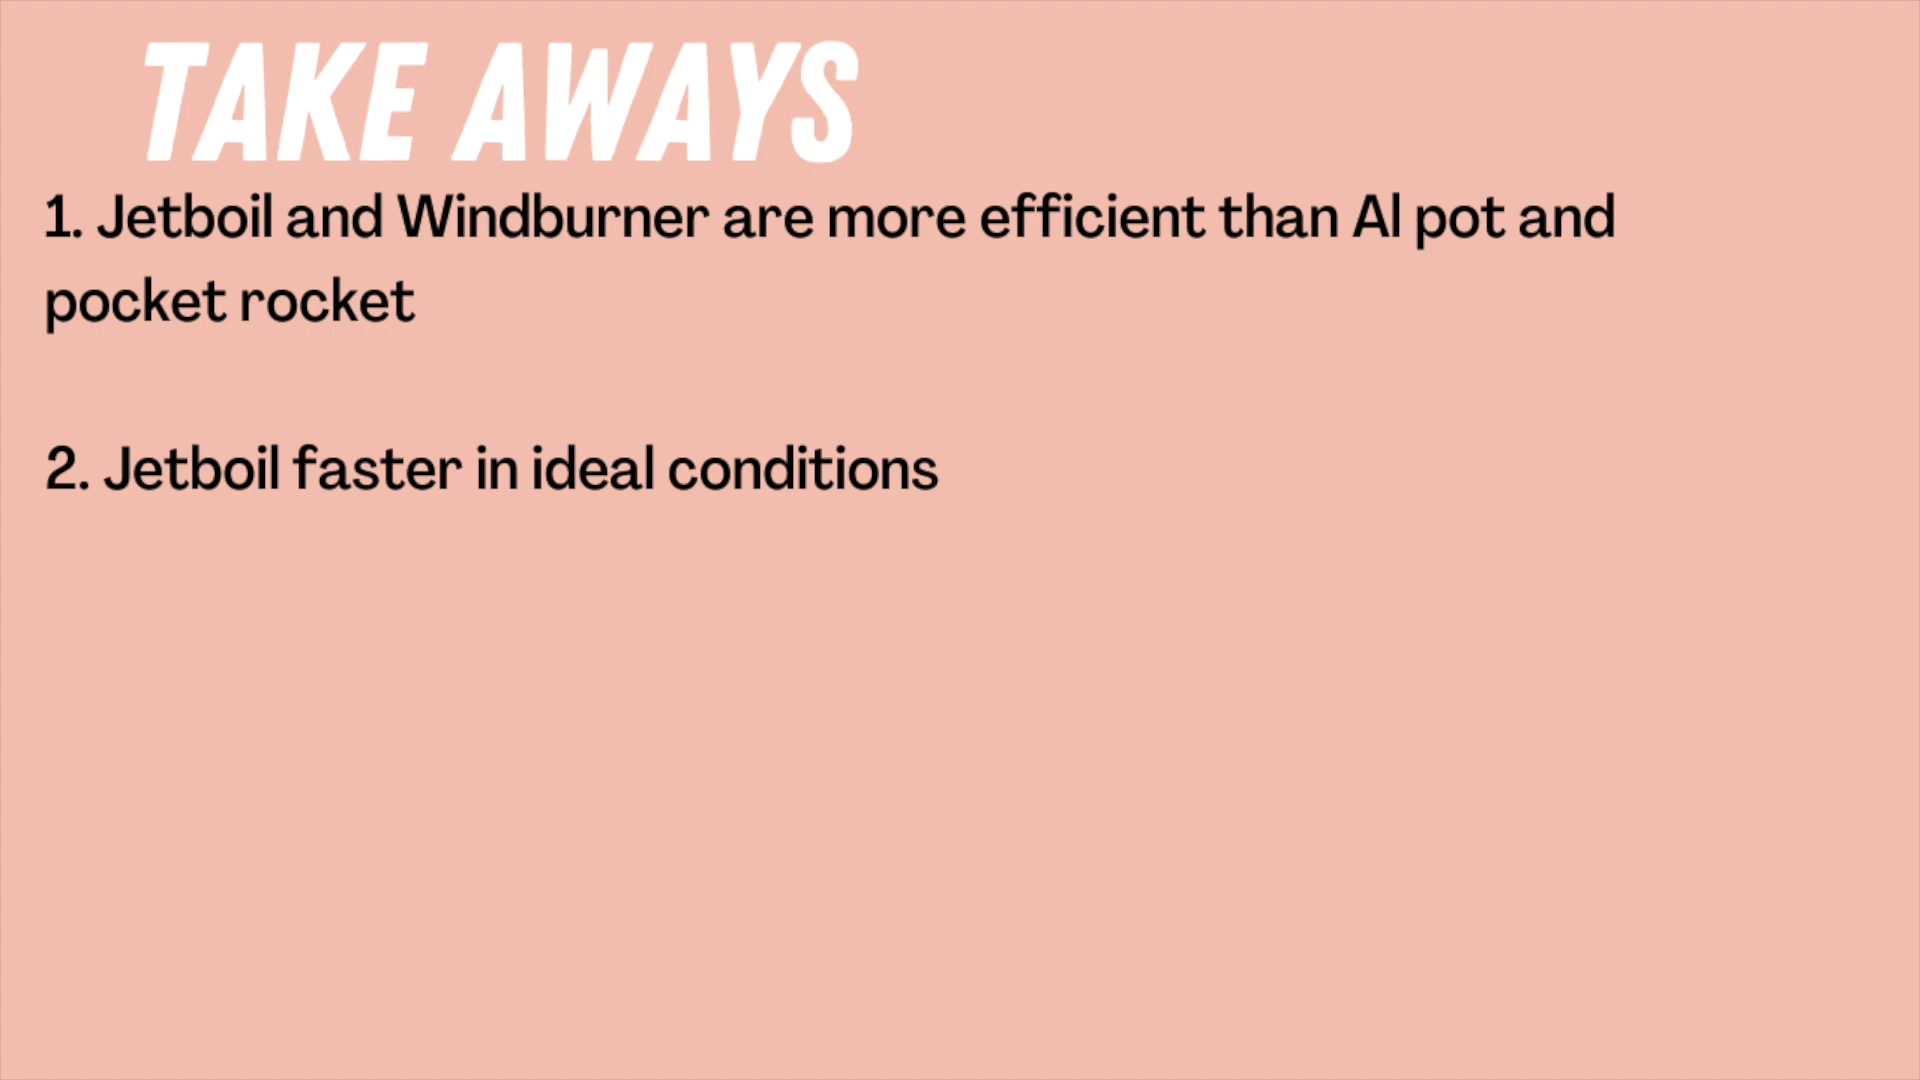 TAKE AWAYS
1. Jetboil and Windburner are more efficient than Al pot and
pocket rocket
2. Jetboil faster in ideal conditions